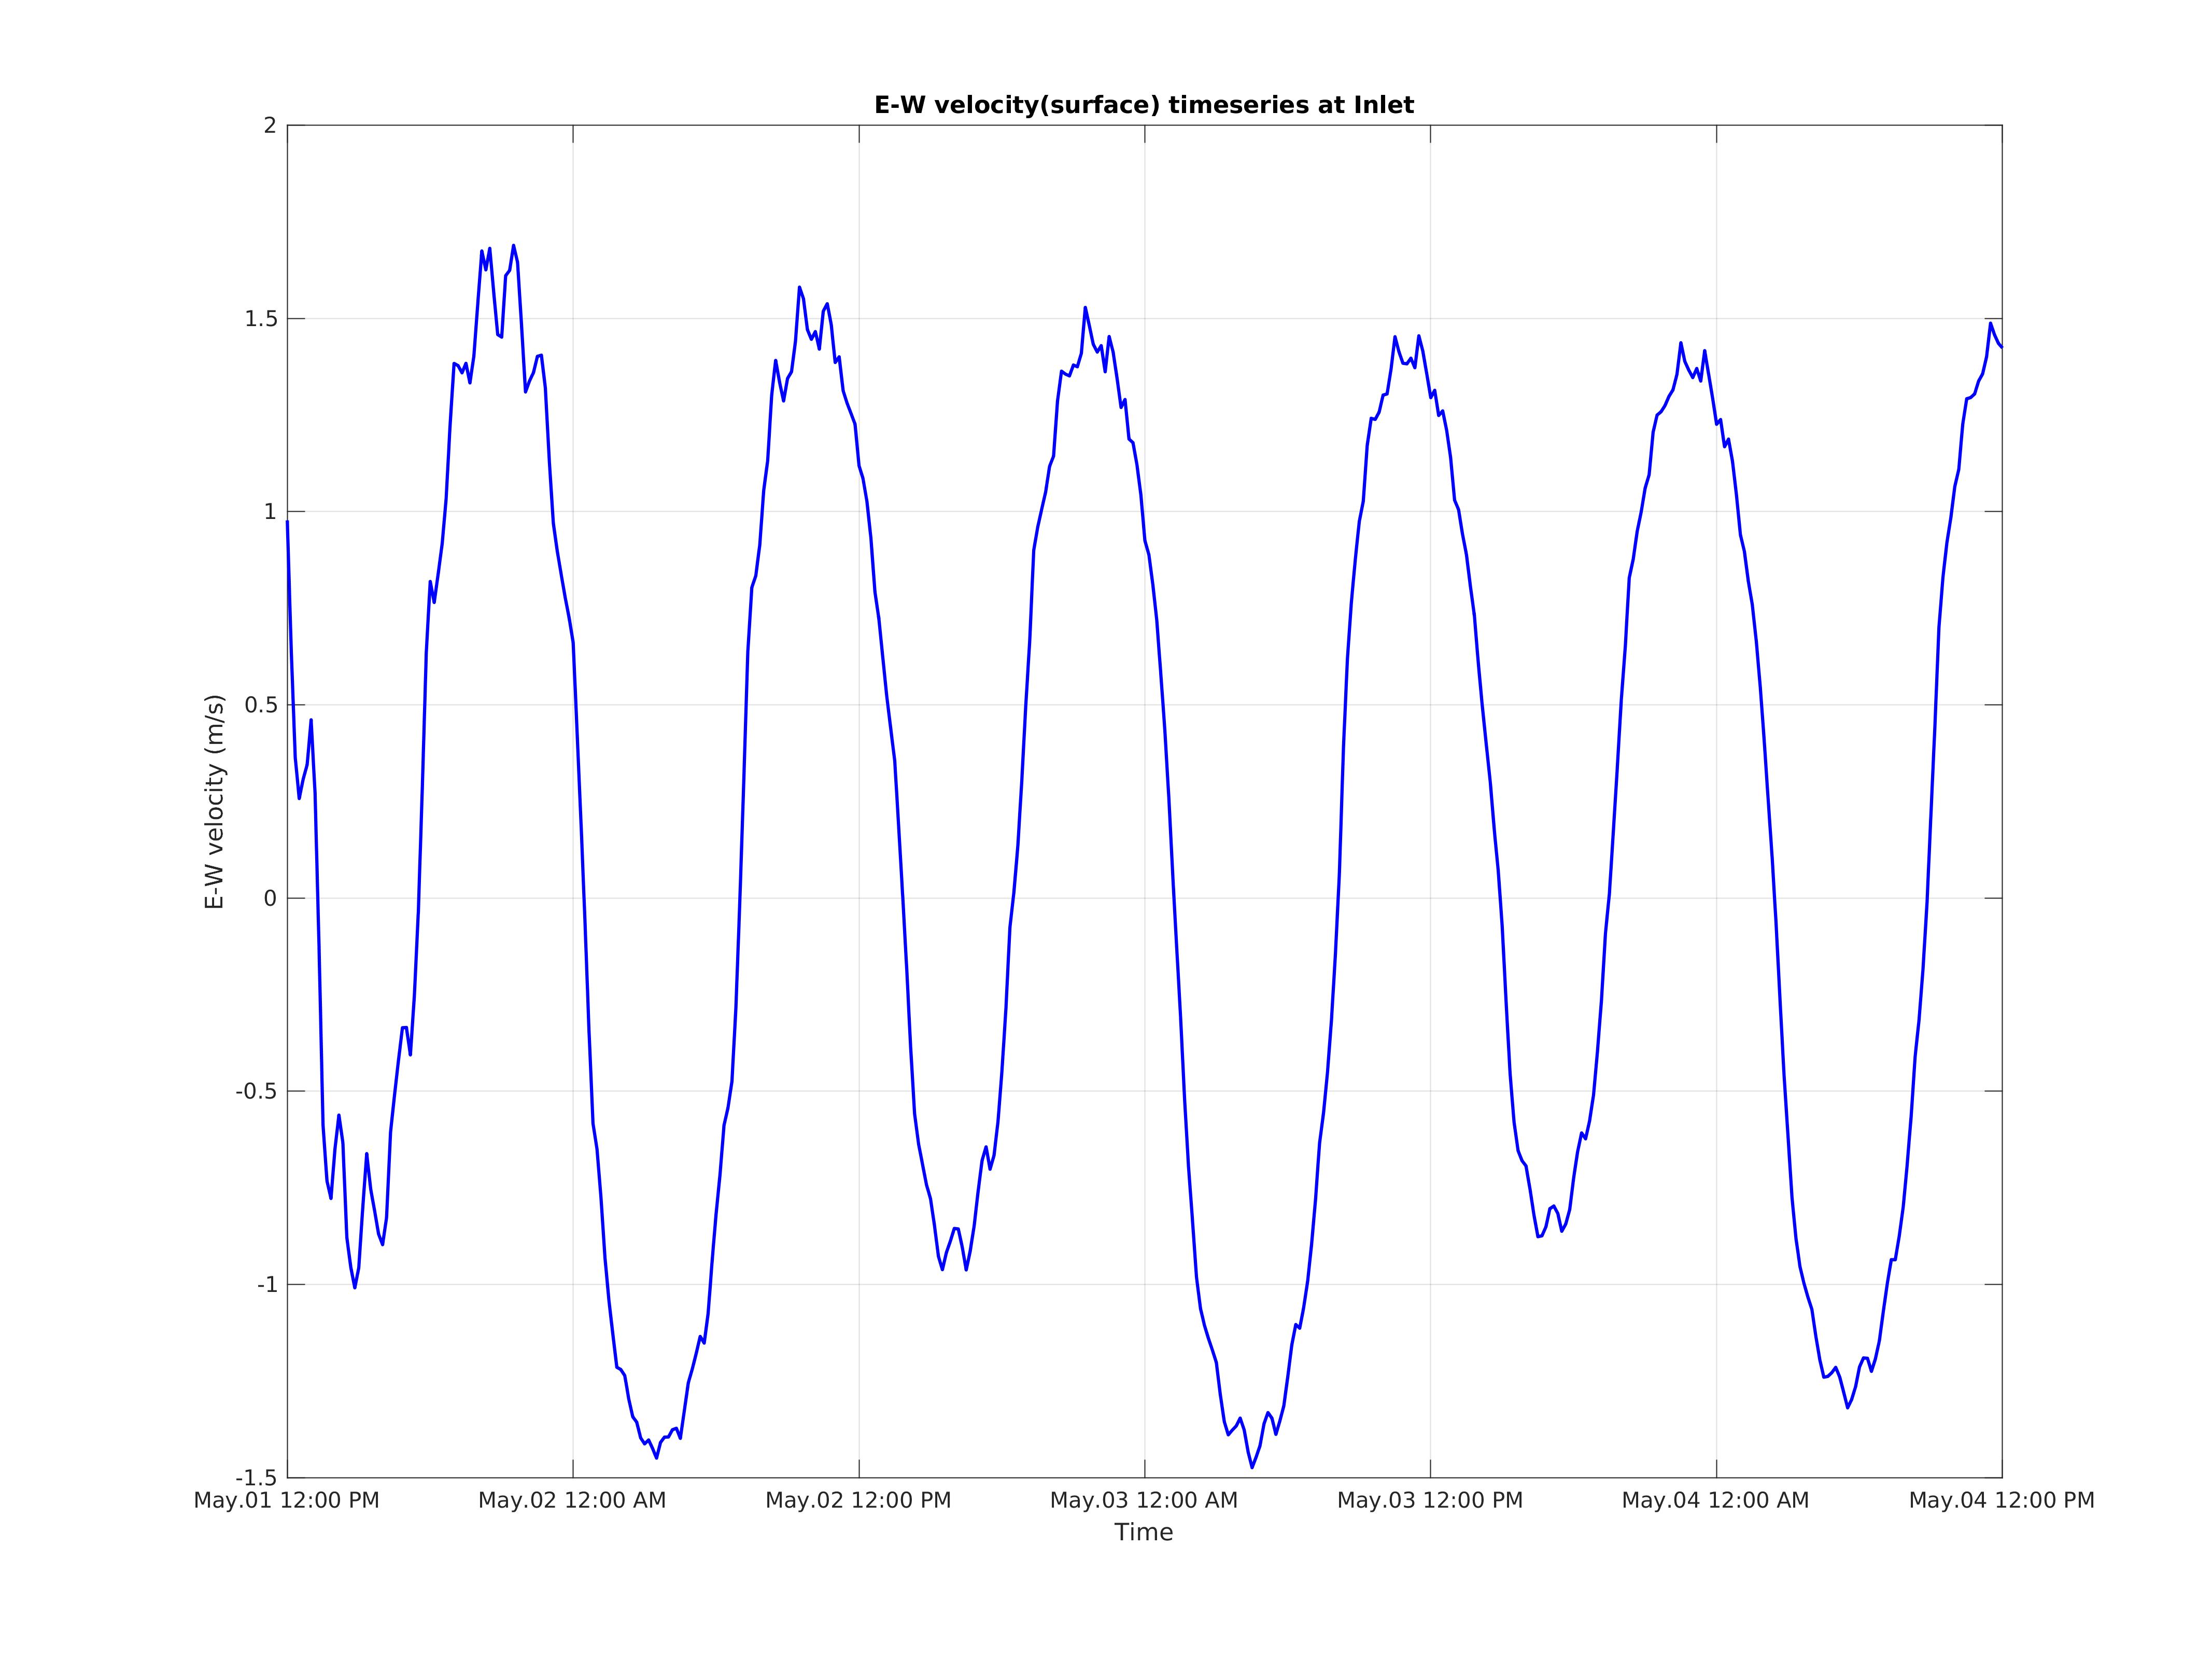 E-W velocity(surface) timeseries at Inlet
2
1.5
1
0.5
0
-0.5
-1
-1.5
E-W velocity (m/s)
May.01 12:00 PM
May.02 12:00 AM
May.02 12:00 PM
May.03 12:00 AM
May.03 12:00 PM
May.04 12:00 AM
May.04 12:00 PM
Time